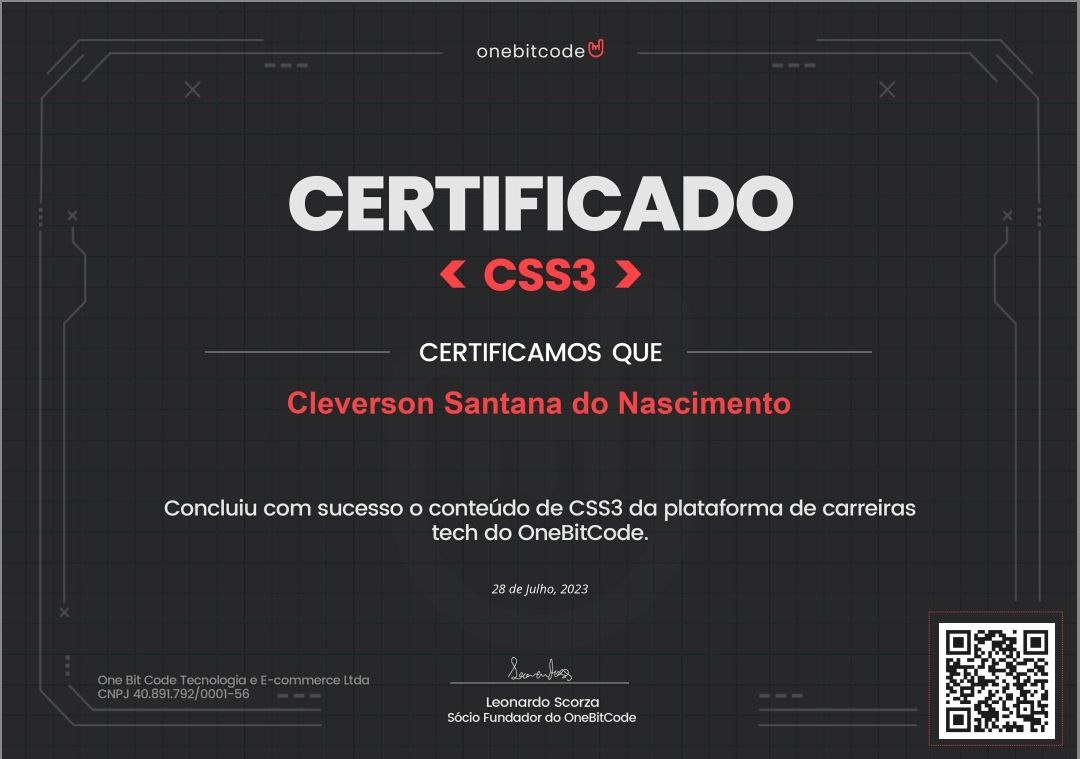 onebitcode
CERTIFICADO
< CSS3 >
CERTIFICAMOS QUE
Cleverson Santana do Nascimento
Concluiu com sucesso o conteúdo de CSS3 da plataforma de carreiras
tech do OneBitCode.
28 de Julho, 2023
One Bit Code Tecnologia e E-commerce Ltda
CNPJ 40.891.792/0001-56
Leonardo Scorza
Sócio Fundador do OneBitCode